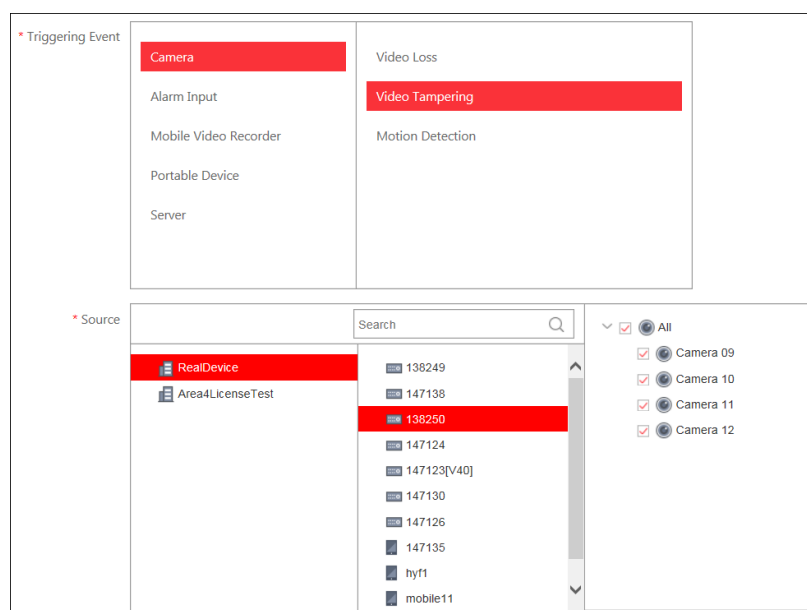 * Triggering Event
Camera
Alarm Input
Mobile Video Recorder
Portable Device
Server
Video Loss
Video Tampering
Motion Detection
* Source
RealDevice
Area4LicenseTest
Search
138249
147138
138250
147124
147123[V40]
147130
147126
147135
hyf1
mobile11
All
Camera 09
Camera 10
Camera 11
Camera 12